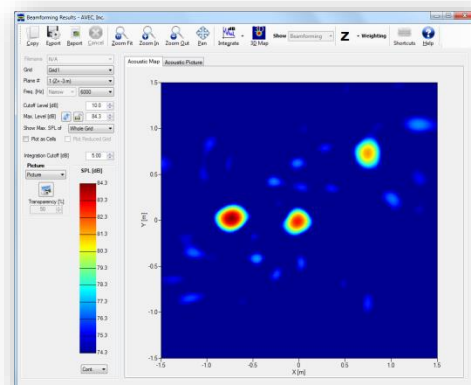 Beamforming Results - AVEC, Inc.
Copy Export Report Cancel Zoom Fit Zoom In Zoom Out Pan Integrate 3D Map Show Beamforming Z - Weighting Shortcuts Help
Filename N/A
Grid Grid1
Plane #
Freq. [Hz] Narrow 6000
Cutoff Level [dB] 10.0
Max. Level [dB] 84.3
Show Max. SPL of Whole Grid
Plot as Cells Plot Reduced Grid
Integration Cutoff [dB] 5.00
Picture
Picture
Transparency [%]
50
SPL [dB]
84.3
83.3
82.3
81.3
80.3
79.3
78.3
77.3
76.3
75.3
74.3
Cont.
Acoustic Map Acoustic Picture
1.5
1.0
0.5
0
-0.5
-1.0
-1.5
Y [m]
-1.5 -1.0 -0.5 0 0.5 1.0 1.5
X [m]